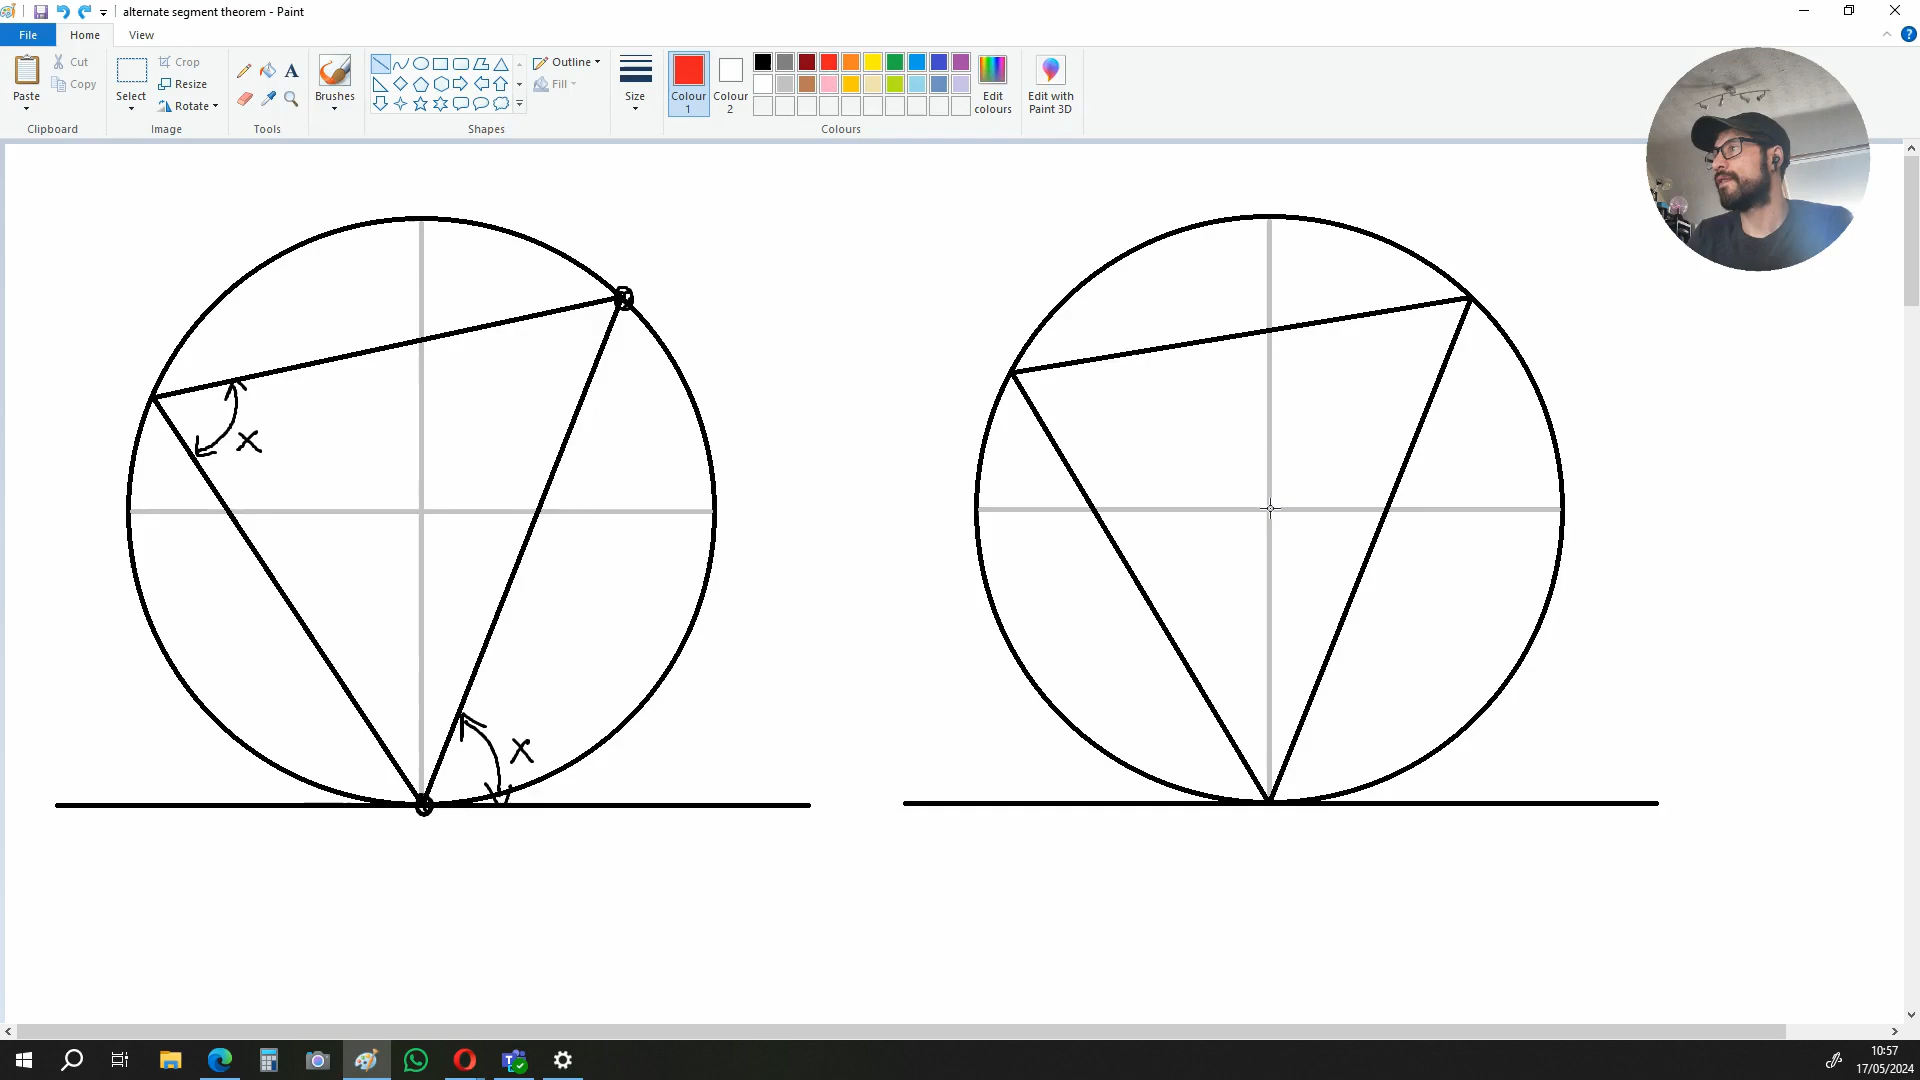 alternate segment theorem - Paint
File Home View
Paste
Cut
Copy
Clipboard
Select
Crop
Resize
Rotate
Image
A
Tools
Brushes
Shapes
Outline
Fill
Size
Colour 1
Colour 2
Edit colours
Colours
Edit with Paint 3D
x
x
10:57
17/05/2024